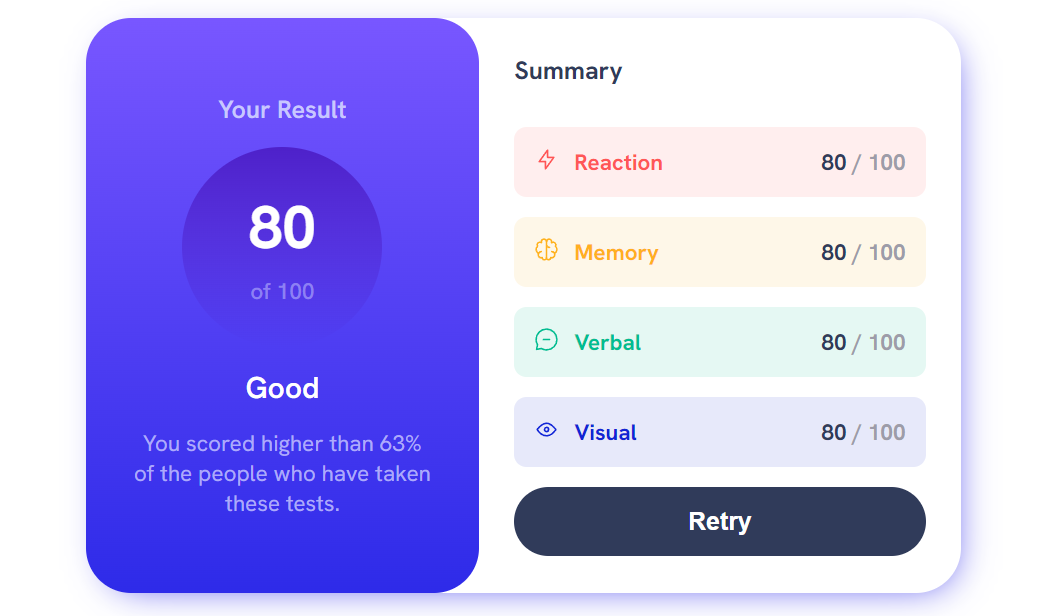 Your Result
80
of 100
Good
You scored higher than 63%
of the people who have taken
these tests.
Summary
Reaction 80 / 100
Memory 80 / 100
Verbal 80 / 100
Visual 80 / 100
Retry